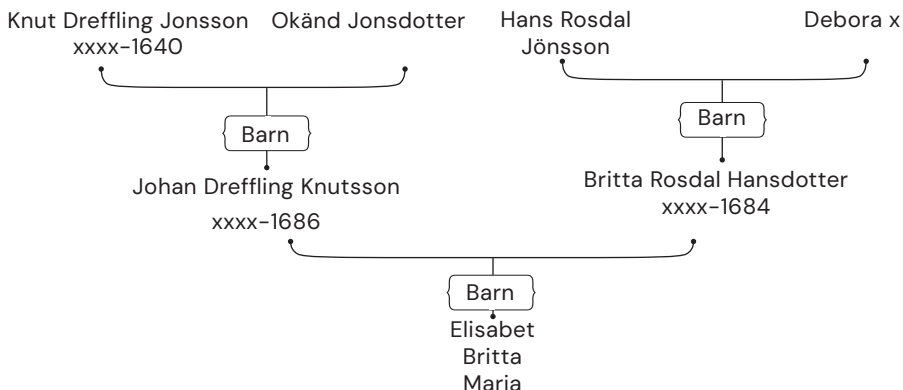 Knut Dreffling Jonsson
xxxx-1640
Okänd Jonsdotter
Hans Rosdal
Jönsson
Debora x
Barn
Barn
Johan Dreffling Knutsson
xxxx-1686
Britta Rosdal Hansdotter
xxxx-1684
Barn
Elisabet
Britta
Maria